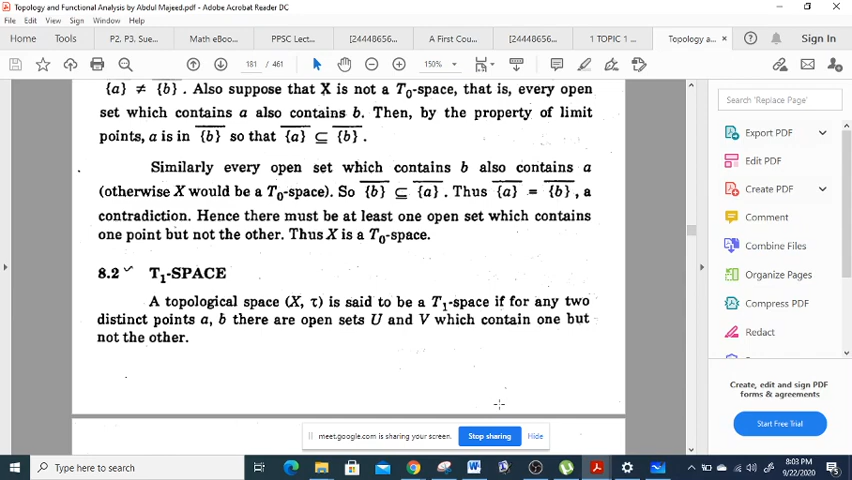 Topology and Functional Analysis by Abdul Majeed.pdf - Adobe Acrobat Reader DC
File Edit View Sign Window Help
Home Tools P2. P3. Sue... Math eBoo... PPSC Lect... [24448656... A First Cou... [24448656... 1 TOPIC 1 ... Topology a... Sign In
181 / 461 150%
{a} ≠ {b}. Also suppose that X is not a T₀-space, that is, every open
set which contains a also contains b. Then, by the property of limit
points, a is in {b} so that {a} ⊆ {b}.
Similarly every open set which contains b also contains a
(otherwise X would be a T₀-space). So {b} ⊆ {a}. Thus {a} = {b}, a
contradiction. Hence there must be at least one open set which contains
one point but not the other. Thus X is a T₀-space.
8.2 T₁-SPACE
A topological space (X, τ) is said to be a T₁-space if for any two
distinct points a, b there are open sets U and V which contain one but
not the other.
Search 'Replace Page'
Export PDF
Edit PDF
Create PDF
Comment
Combine Files
Organize Pages
Compress PDF
Redact
Create, edit and sign PDF
forms & agreements
Start Free Trial
meet.google.com is sharing your screen. Stop sharing Hide
Type here to search
8:03 PM
9/22/2020